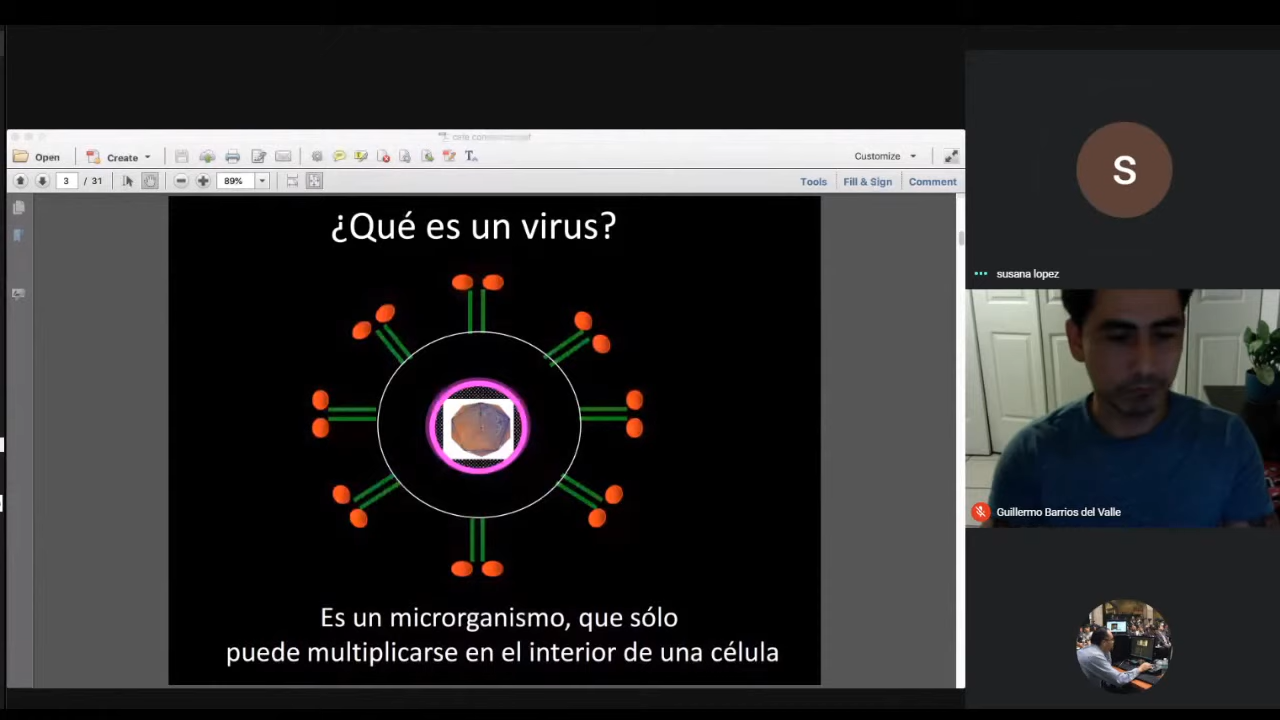 Open
Create
Customize
3 / 31
89%
Tools
Fill & Sign
Comment
¿Qué es un virus?
Es un microrganismo, que sólo
puede multiplicarse en el interior de una célula
S
susana lopez
Guillermo Barrios del Valle